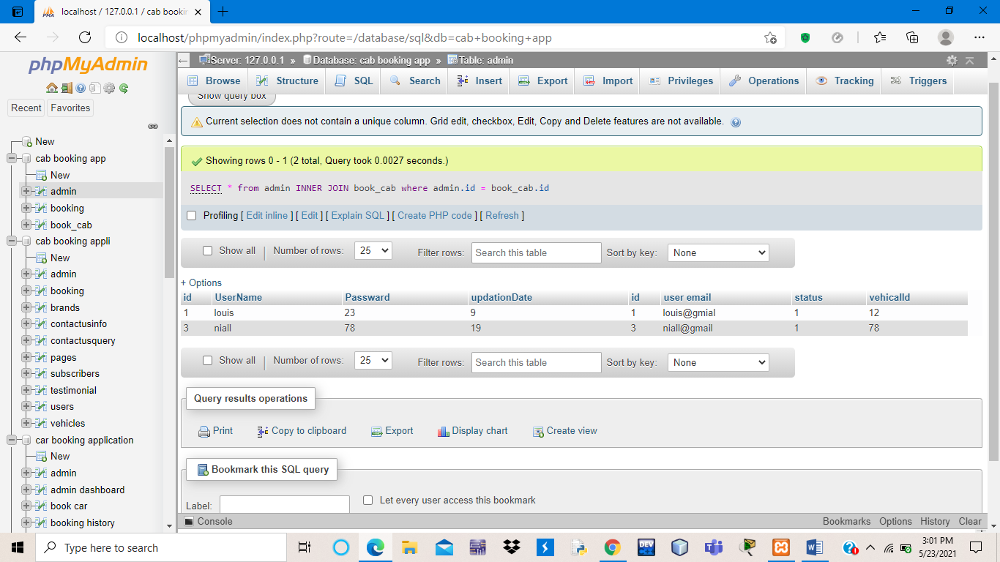 localhost / 127.0.0.1 / cab bookin
localhost/phpmyadmin/index.php?route=/database/sql&db=cab+booking+app
phpMyAdmin
Recent Favorites
New
cab booking app
New
admin
booking
book_cab
cab booking appli
New
admin
booking
brands
contactusinfo
contactusquery
pages
subscribers
testimonial
users
vehicles
car booking application
New
admin
admin dashboard
book car
booking history
Server: 127.0.0.1 » Database: cab booking app » Table: admin
Browse Structure SQL Search Insert Export Import Privileges Operations Tracking Triggers
Show query box
Current selection does not contain a unique column. Grid edit, checkbox, Edit, Copy and Delete features are not available.
Showing rows 0 - 1 (2 total, Query took 0.0027 seconds.)
SELECT * from admin INNER JOIN book_cab where admin.id = book_cab.id
Profiling [ Edit inline ] [ Edit ] [ Explain SQL ] [ Create PHP code ] [ Refresh ]
Show all | Number of rows: 25 Filter rows: Search this table Sort by key: None
+ Options
id UserName Passward updationDate id user email status vehicalId
1 louis 23 9 1 louis@gmial 1 12
3 niall 78 19 3 niall@gmail 1 78
Show all | Number of rows: 25 Filter rows: Search this table Sort by key: None
Query results operations
Print Copy to clipboard Export Display chart Create view
Bookmark this SQL query
Label: Let every user access this bookmark
Console Bookmarks Options History Clear
Type here to search
3:01 PM
5/23/2021